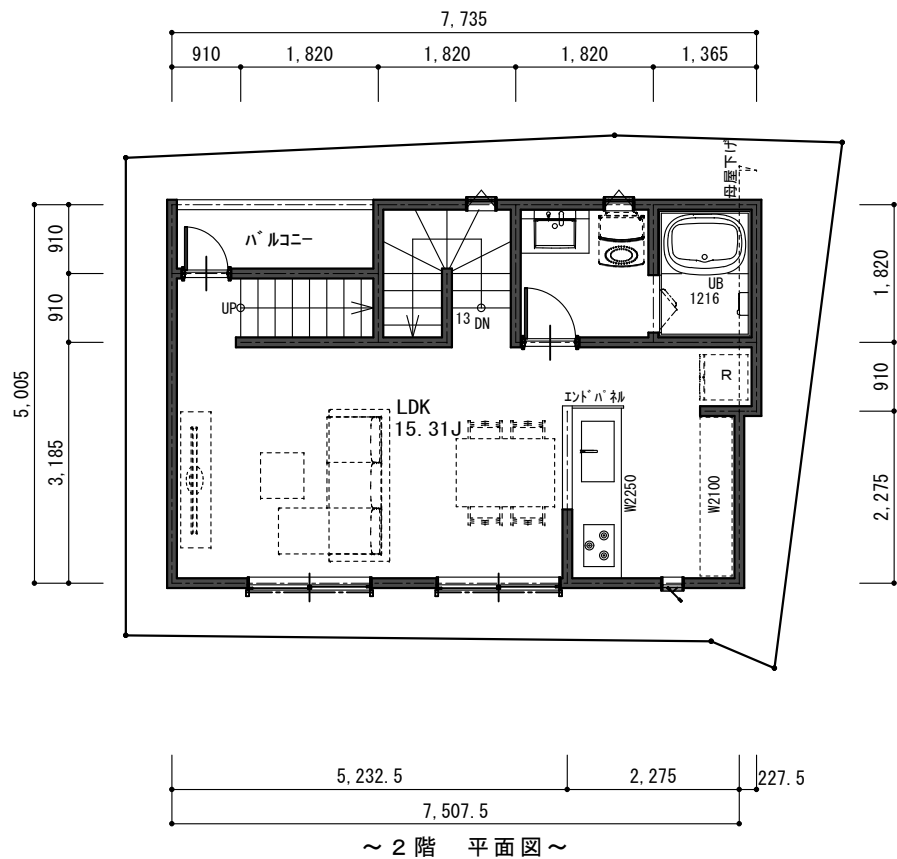 7,735
910 1,820 1,820 1,820 1,365
母屋下げ
バルコニー
910
910
3,185
5,005
UP
13 DN
UB
1216
1,820
910
2,275
R
エンドパネル
LDK
15.31J
W2250
W2100
5,232.5 2,275 227.5
7,507.5
～2階 平面図～